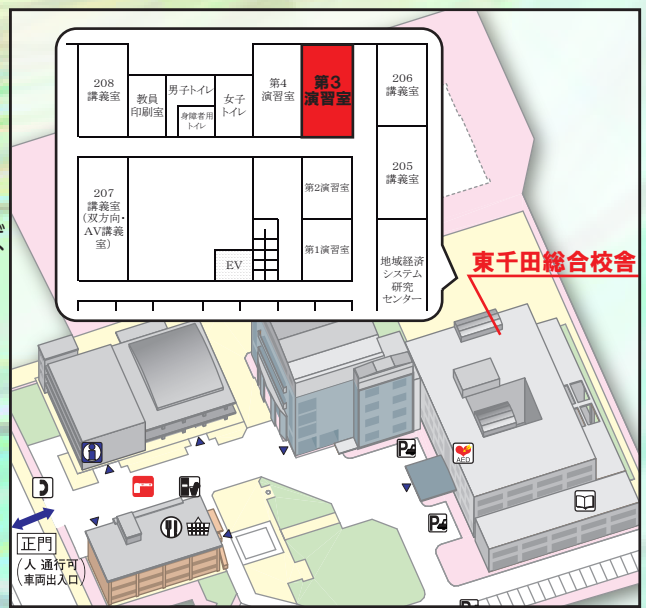 208
講義室
教員
印刷室
男子トイレ
身障者用
トイレ
女子
トイレ
第4
演習室
第3
演習室
206
講義室
207
講義室
(双方向・
AV講義
室)
EV
第2演習室
第1演習室
205
講義室
地域経済
システム
研究
センター
東千田総合校舎
P
AED
P
正門
(人 通行可
車両出入口)